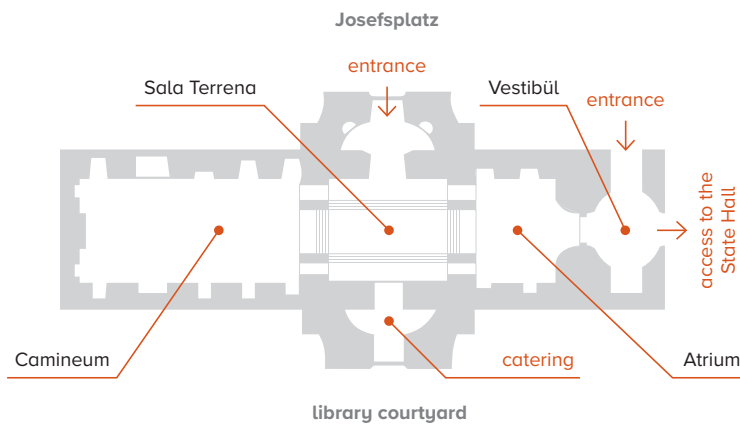 Josefsplatz
entrance
Sala Terrena
Vestibül
entrance
access to the
State Hall
Camineum
catering
Atrium
library courtyard